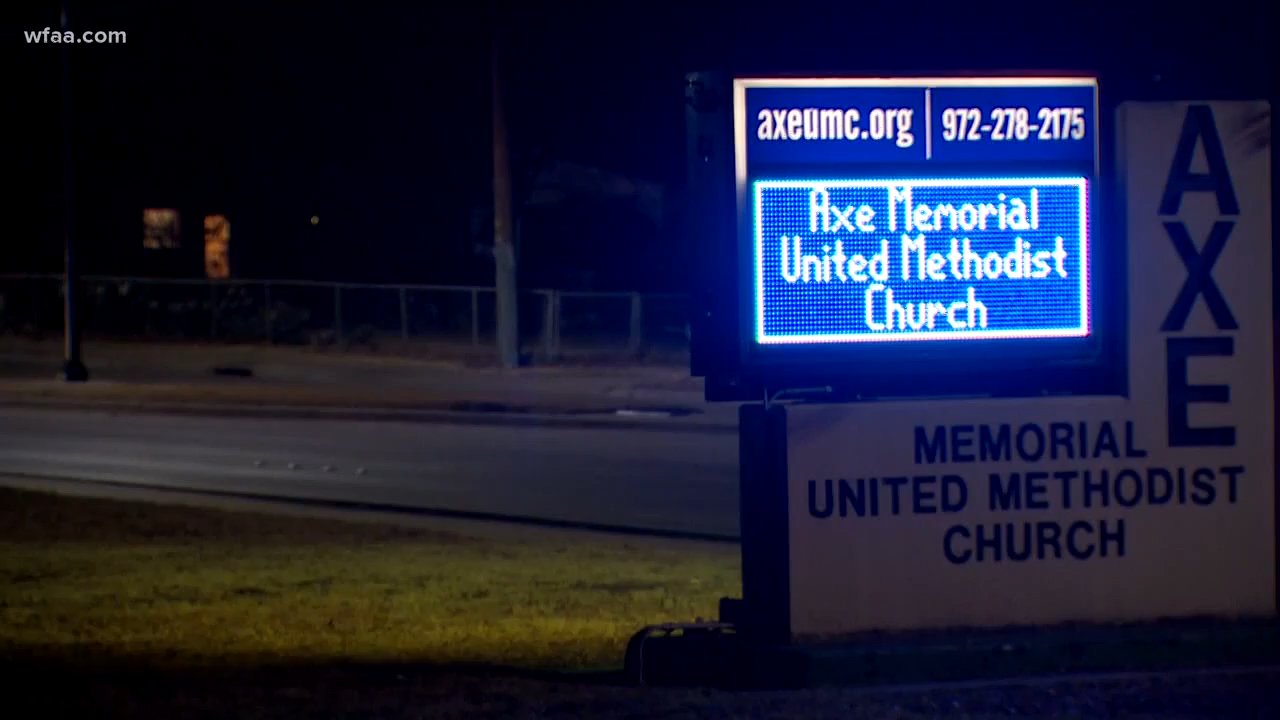 wfaa.com
axeumc.org | 972-278-2175
Axe Memorial
United Methodist
Church
AXE
MEMORIAL
UNITED METHODIST
CHURCH